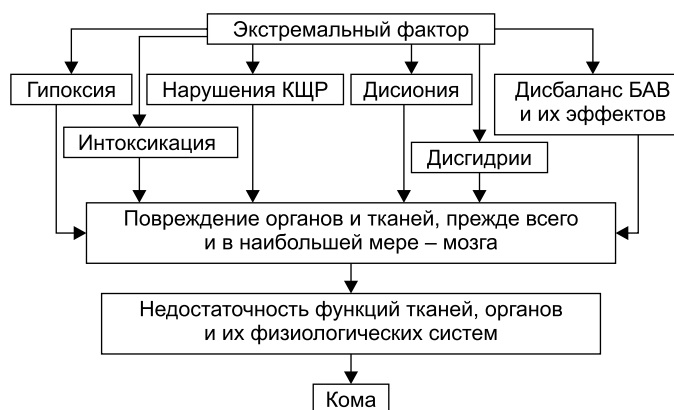 Экстремальный фактор
Гипоксия
Нарушения КЩР
Дисиония
Дисбаланс БАВ
и их эффектов
Интоксикация
Дисгидрии
Повреждение органов и тканей, прежде всего
и в наибольшей мере – мозга
Недостаточность функций тканей, органов
и их физиологических систем
Кома